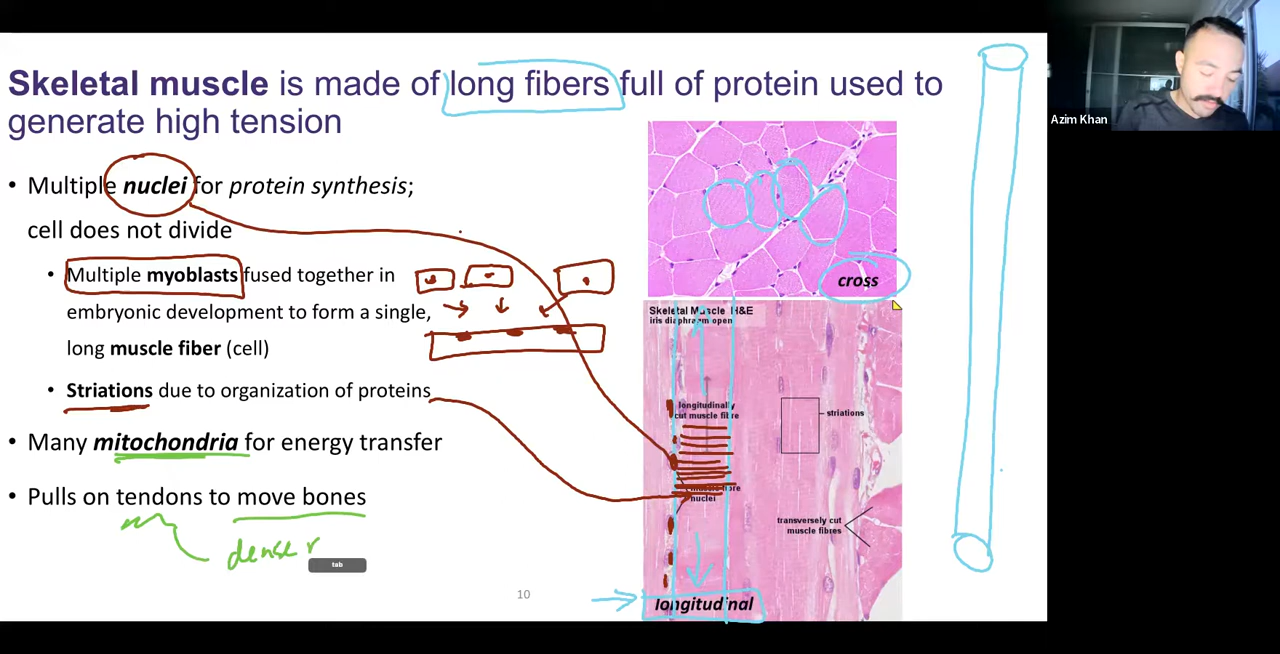 Skeletal muscle is made of long fibers full of protein used to
generate high tension
• Multiple nuclei for protein synthesis;
cell does not divide
• Multiple myoblasts fused together in
embryonic development to form a single,
long muscle fiber (cell)
• Striations due to organization of proteins
• Many mitochondria for energy transfer
• Pulls on tendons to move bones
dense r
tab
10
cross
Skeletal Muscle H&E
iris diaphragm open
longitudinally
cut muscle fibre
striations
muscle fibre
nuclei
transversely cut
muscle fibres
longitudinal
Azim Khan